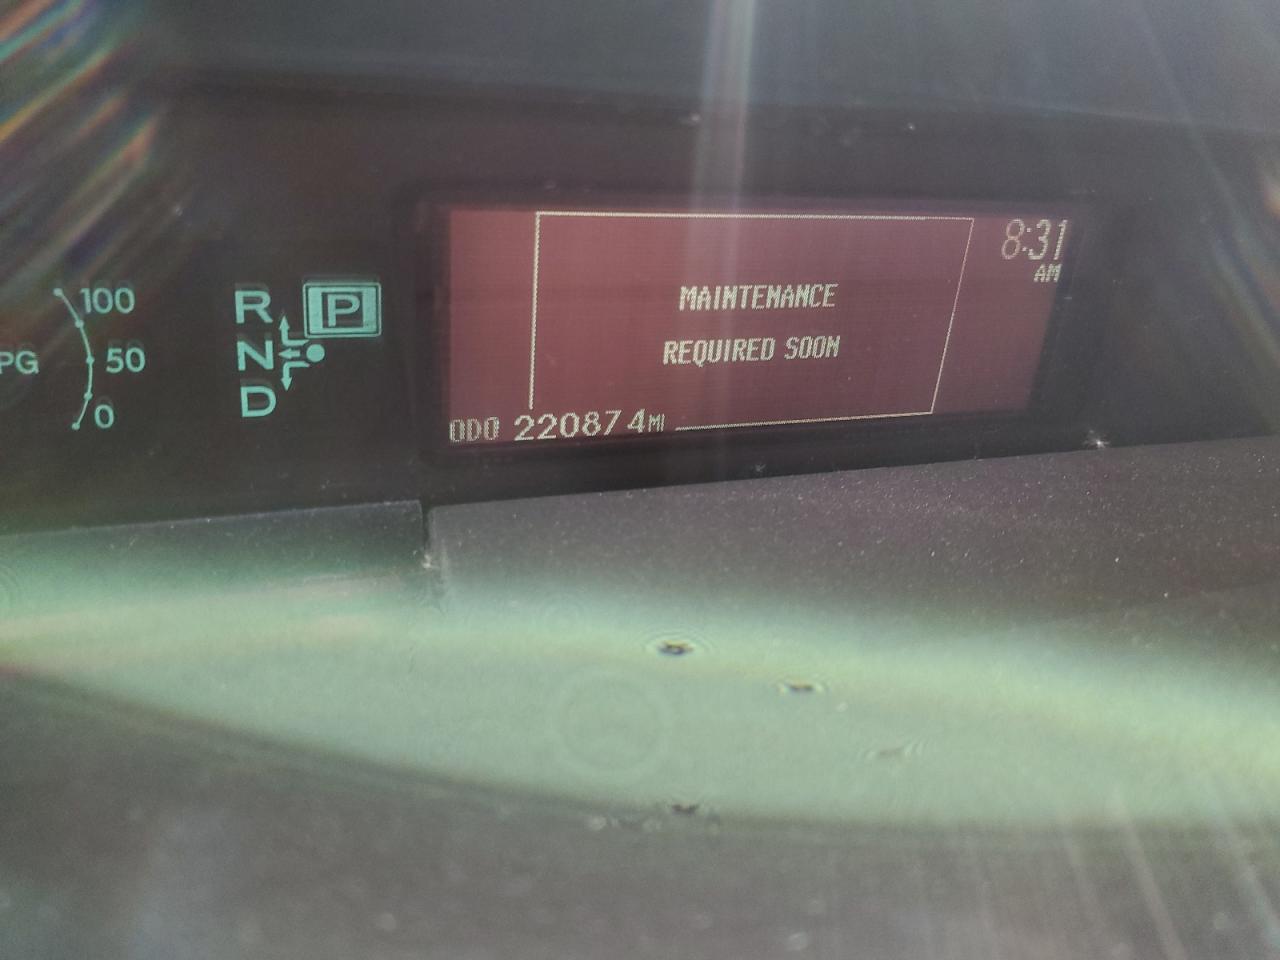 100
PG
50
0
R
P
N
D
8:31
AM
MAINTENANCE
REQUIRED SOON
ODO 220874 MI